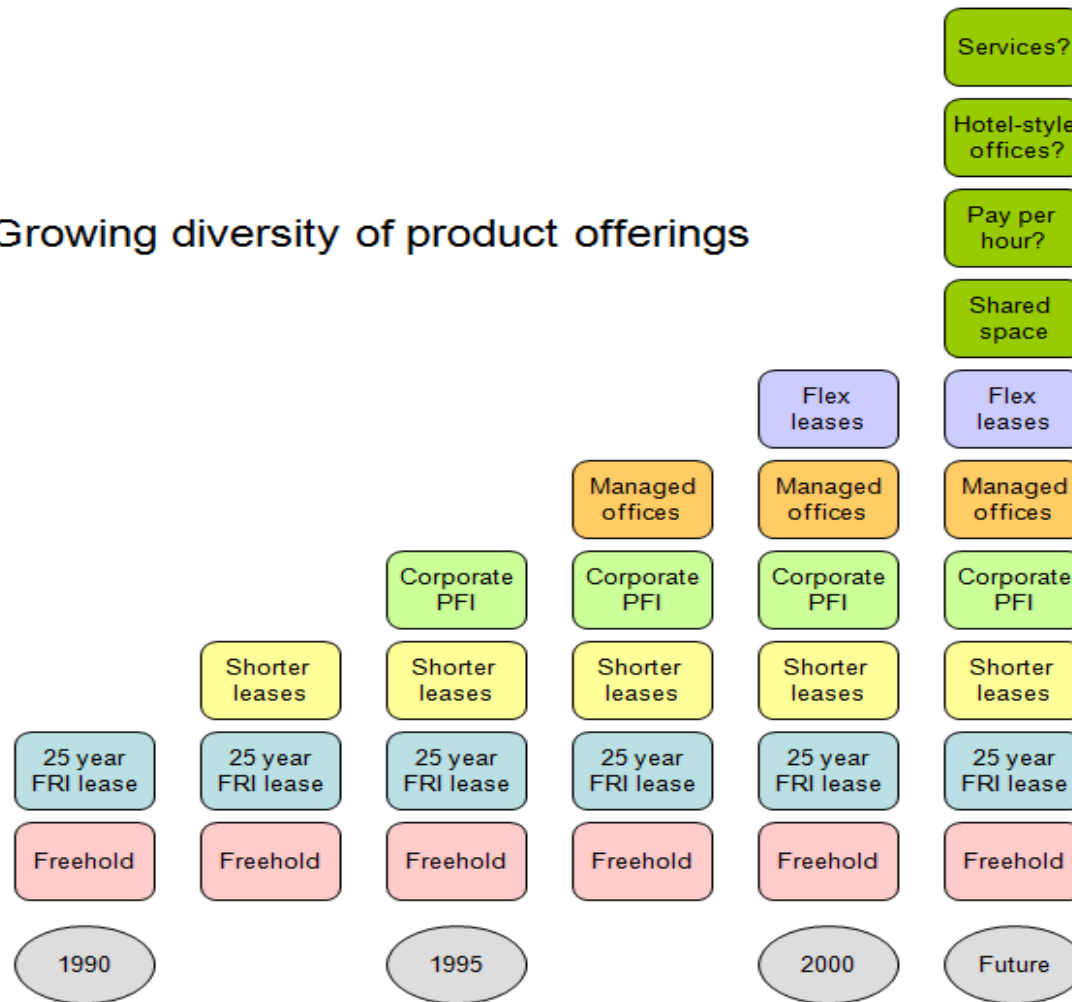 Growing diversity of product offerings
Services?
Hotel-style
offices?
Pay per
hour?
Shared
space
Flex
leases
Flex
leases
Managed
offices
Managed
offices
Managed
offices
Corporate
PFI
Corporate
PFI
Corporate
PFI
Corporate
PFI
Shorter
leases
Shorter
leases
Shorter
leases
Shorter
leases
Shorter
leases
25 year
FRI lease
25 year
FRI lease
25 year
FRI lease
25 year
FRI lease
25 year
FRI lease
25 year
FRI lease
Freehold
Freehold
Freehold
Freehold
Freehold
Freehold
1990
1995
2000
Future